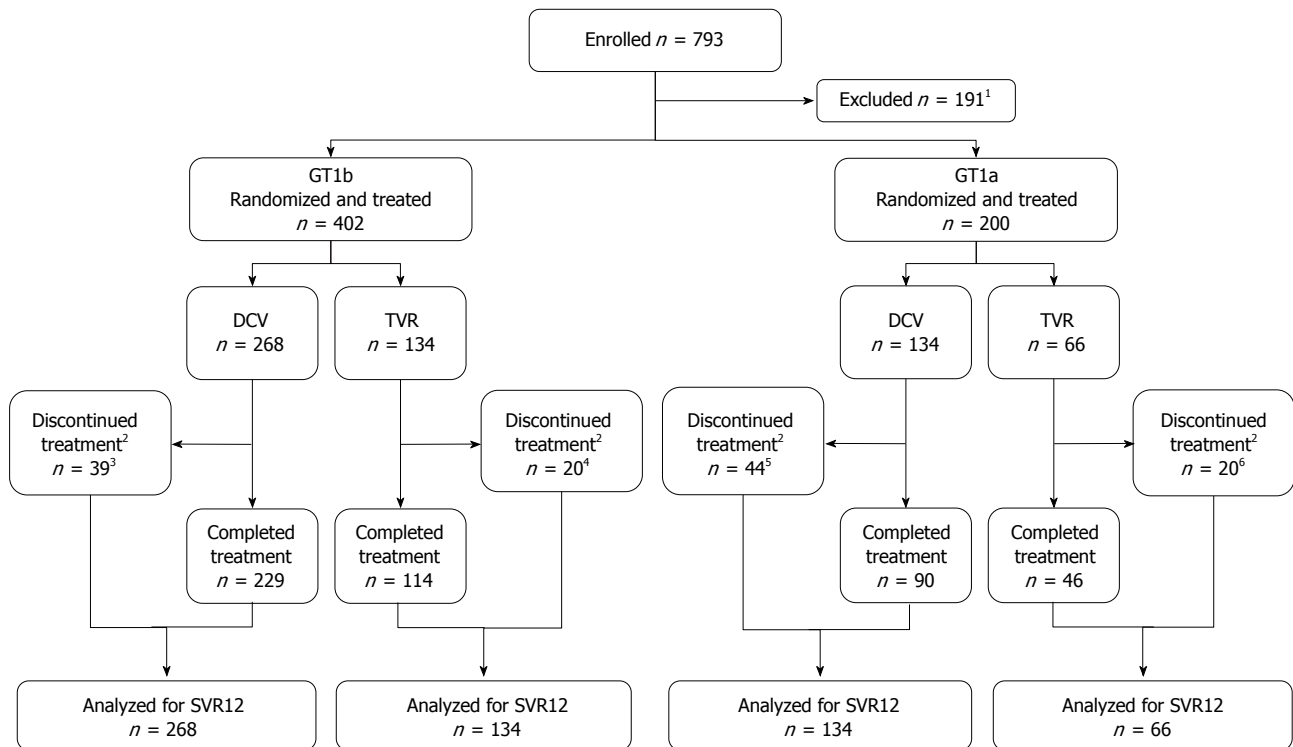 Enrolled n = 793
Excluded n = 191¹
GT1b
Randomized and treated
n = 402
GT1a
Randomized and treated
n = 200
DCV
n = 268
TVR
n = 134
DCV
n = 134
TVR
n = 66
Discontinued
treatment²
n = 39³
Discontinued
treatment²
n = 20⁴
Discontinued
treatment²
n = 44⁵
Discontinued
treatment²
n = 20⁶
Completed
treatment
n = 229
Completed
treatment
n = 114
Completed
treatment
n = 90
Completed
treatment
n = 46
Analyzed for SVR12
n = 268
Analyzed for SVR12
n = 134
Analyzed for SVR12
n = 134
Analyzed for SVR12
n = 66